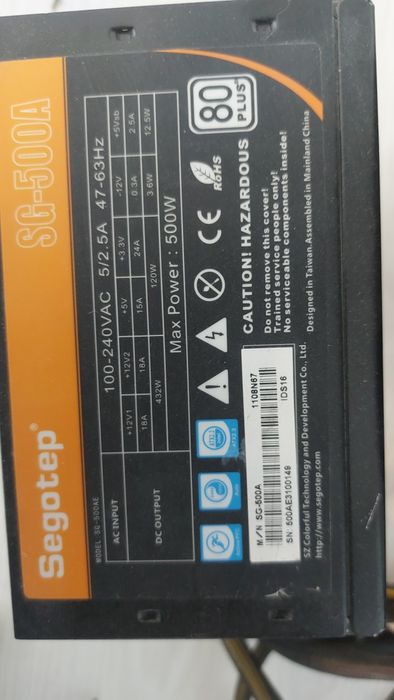 Segotep®
SG-500A
MODEL: SG-500AE
AC INPUT 100-240VAC 5/2.5A 47-63Hz
DC OUTPUT +12V1 +12V2 +5V +3.3V -12V +5Vsb
18A 18A 15A 24A 0.3A 2.5A
432W 120W 3.6W 12.5W
Max Power : 500W
80
PLUS
RoHS
CE
CAUTION! HAZARDOUS
Do not remove this cover!
Trained service people only!
No serviceable components inside!
M/N SG-500A 1108N67
SN: 500AE3100149 IDS16
SZ Colorful Technology and Development Co., Ltd.
http://www.segotep.com
Designed in Taiwan.Assembled in Mainland China